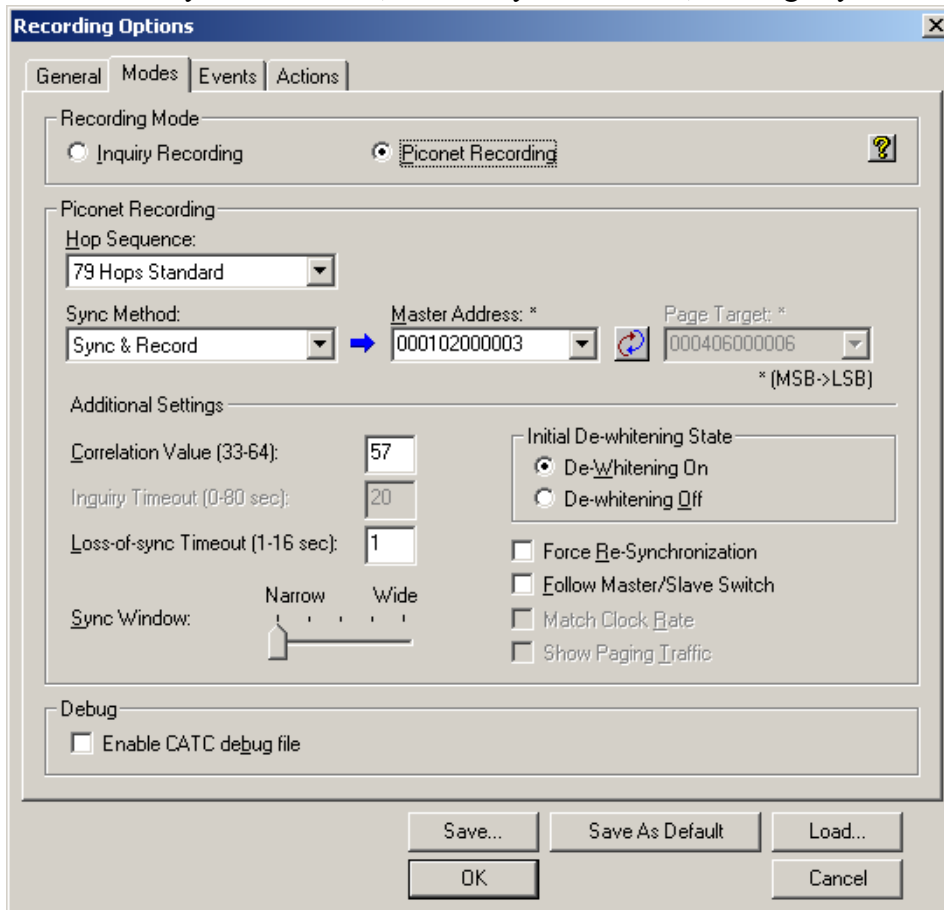 Recording Options
General Modes Events Actions
Recording Mode
Inquiry Recording Piconet Recording
Piconet Recording
Hop Sequence:
79 Hops Standard
Sync Method: Master Address: * Page Target: *
Sync & Record 000102000003 000406000006
* (MSB->LSB)
Additional Settings
Correlation Value (33-64): 57
Inquiry Timeout (0-80 sec): 20
Loss-of-sync Timeout (1-16 sec): 1
Sync Window: Narrow Wide
Initial De-whitening State
De-Whitening On
De-whitening Off
Force Re-Synchronization
Follow Master/Slave Switch
Match Clock Rate
Show Paging Traffic
Debug
Enable CATC debug file
Save... Save As Default Load...
OK Cancel